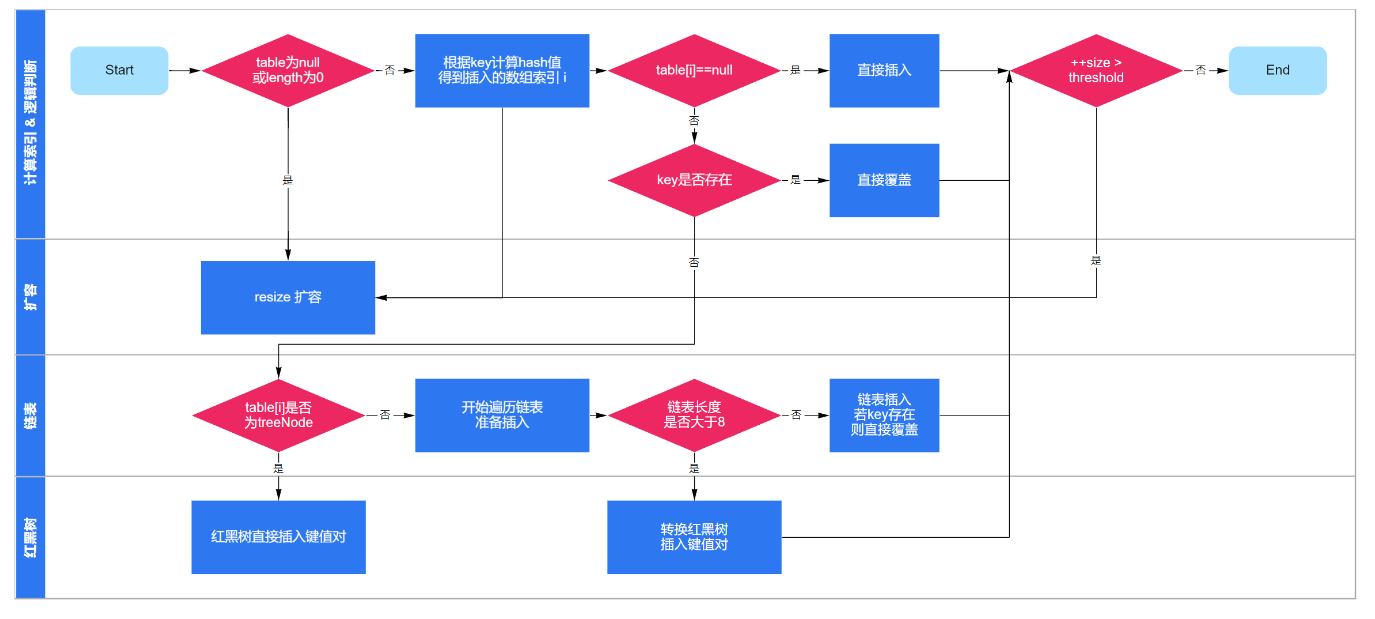 计算索引 & 逻辑判断
Start
table为null
或length为0
否
根据key计算hash值
得到插入的数组索引 i
table[i]==null
是
直接插入
++size >
threshold
否
End
否
是
key是否存在
是
直接覆盖
扩容
resize 扩容
否
是
链表
table[i]是否
为treeNode
否
开始遍历链表
准备插入
链表长度
是否大于8
否
链表插入
若key存在
则直接覆盖
是
是
红黑树
红黑树直接插入键值对
转换红黑树
插入键值对